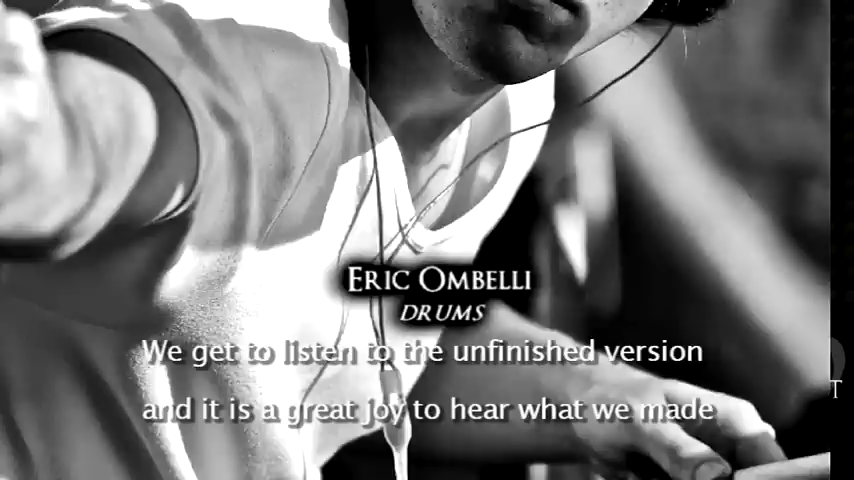 ERIC OMBELLI
DRUMS
We get to listen to the unfinished version
and it is a great joy to hear what we made
T